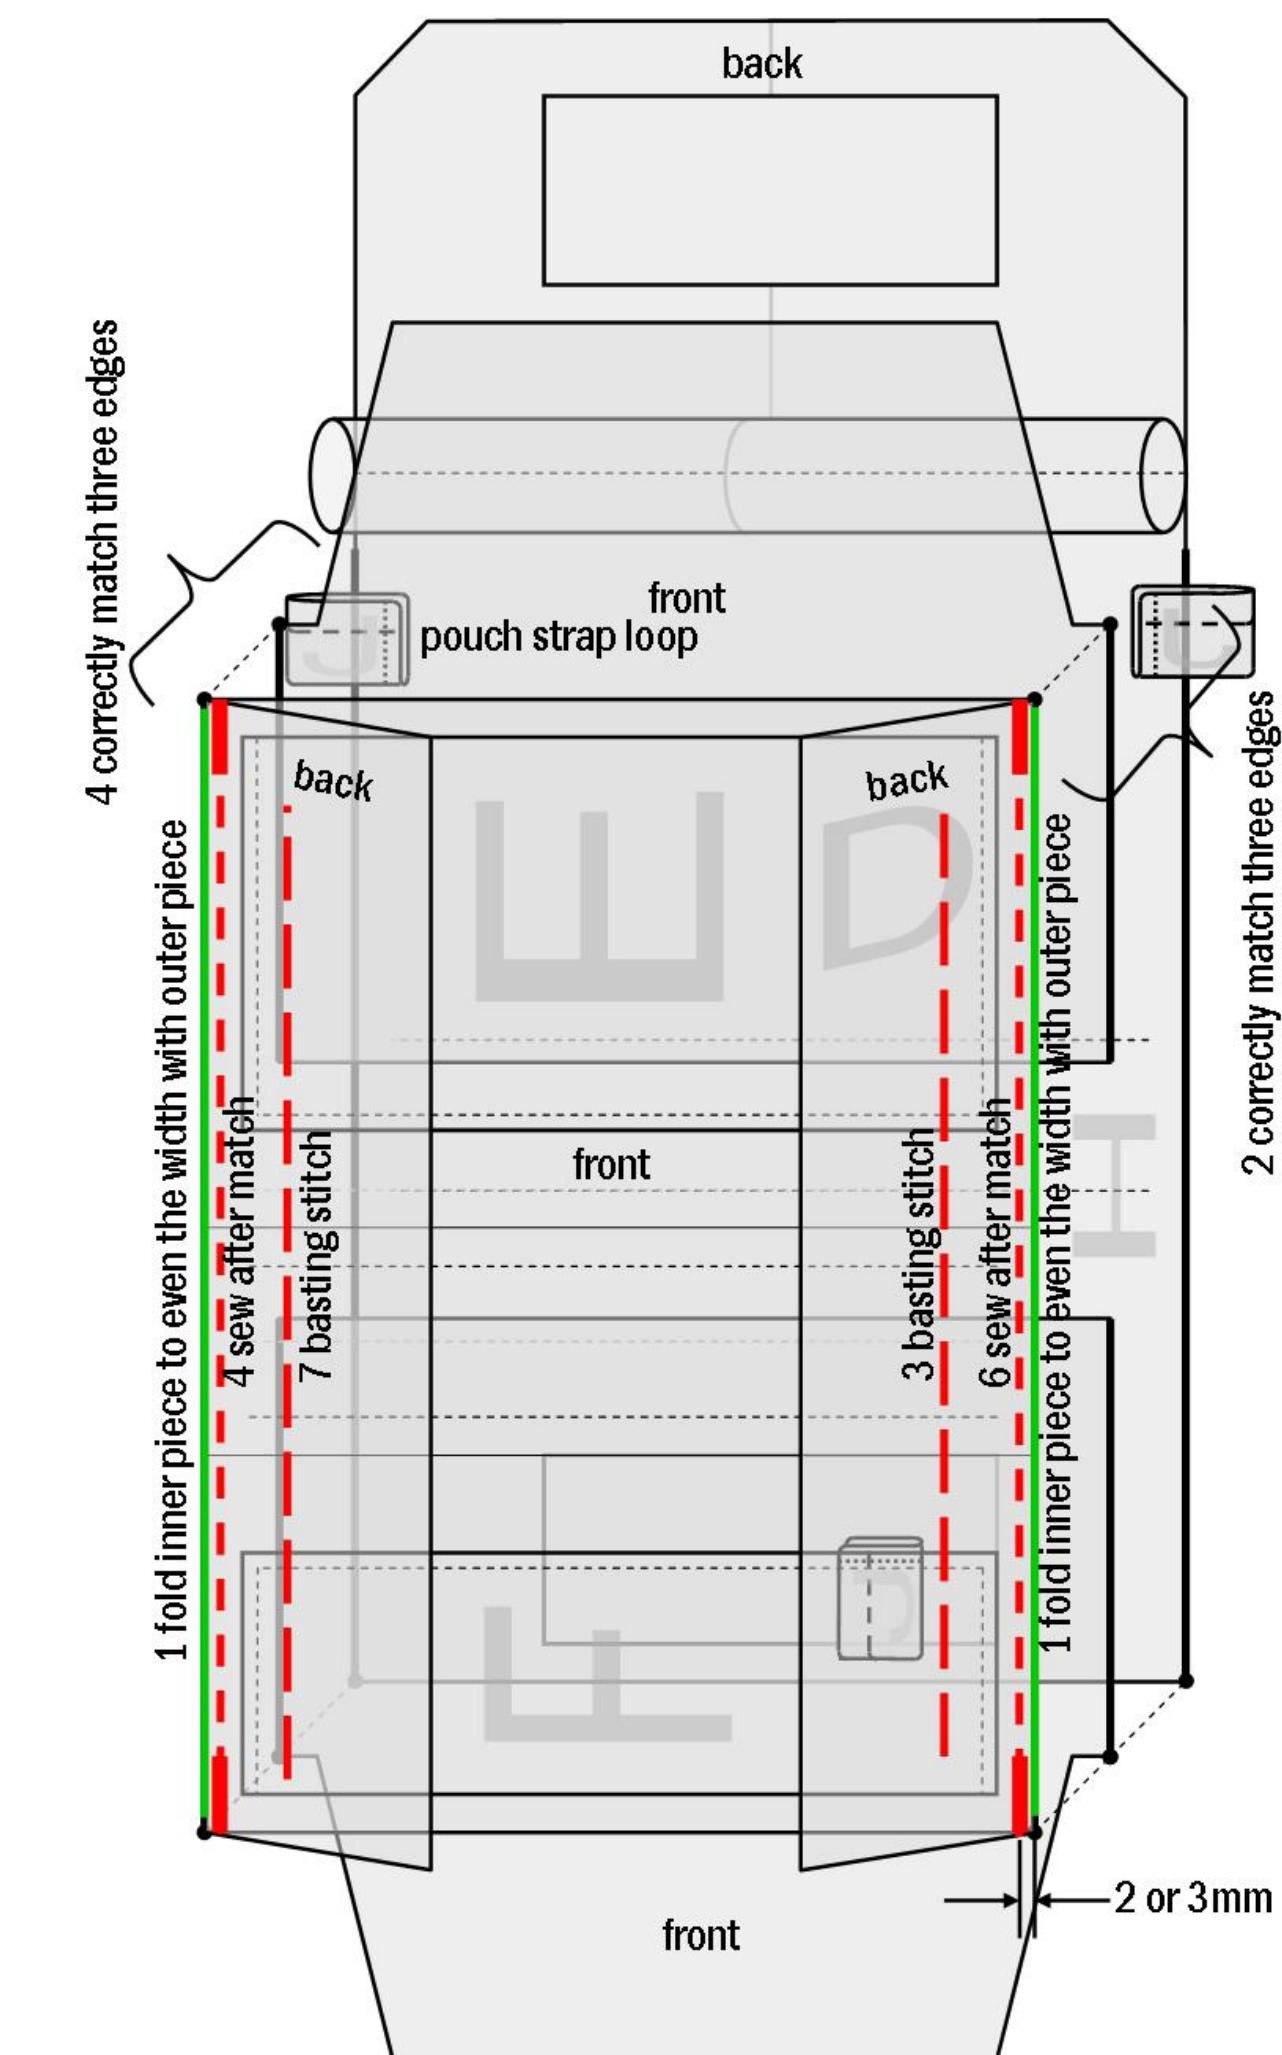 back
4 correctly match three edges
front
pouch strap loop
J
J
2 correctly match three edges
back
back
E
D
1 fold inner piece to even the width with outer piece
4 sew after match
7 basting stitch
front
3 basting stitch
6 sew after match
1 fold inner piece to even the width with outer piece
H
J
F
2 or 3mm
front